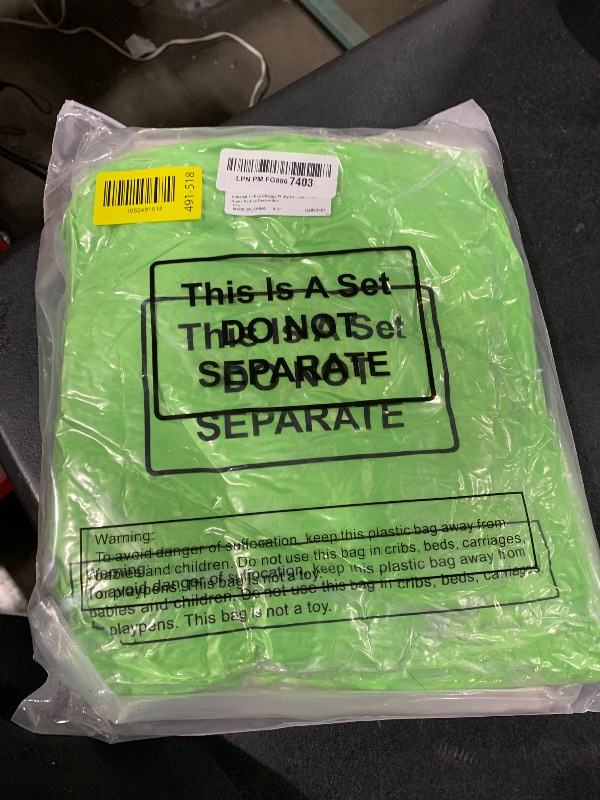 1092491518
491-518
LPN PM FG886 7403
This Is A Set
DO NOT
SEPARATE
This Is A Set
DO NOT
SEPARATE
Warning:
To avoid danger of suffocation, keep this plastic bag away from
babies and children. Do not use this bag in cribs, beds, carriages,
or playpens. This bag is not a toy.
Warning:
To avoid danger of suffocation, keep this plastic bag away from
babies and children. Do not use this bag in cribs, beds, carriages
playpens. This bag is not a toy.